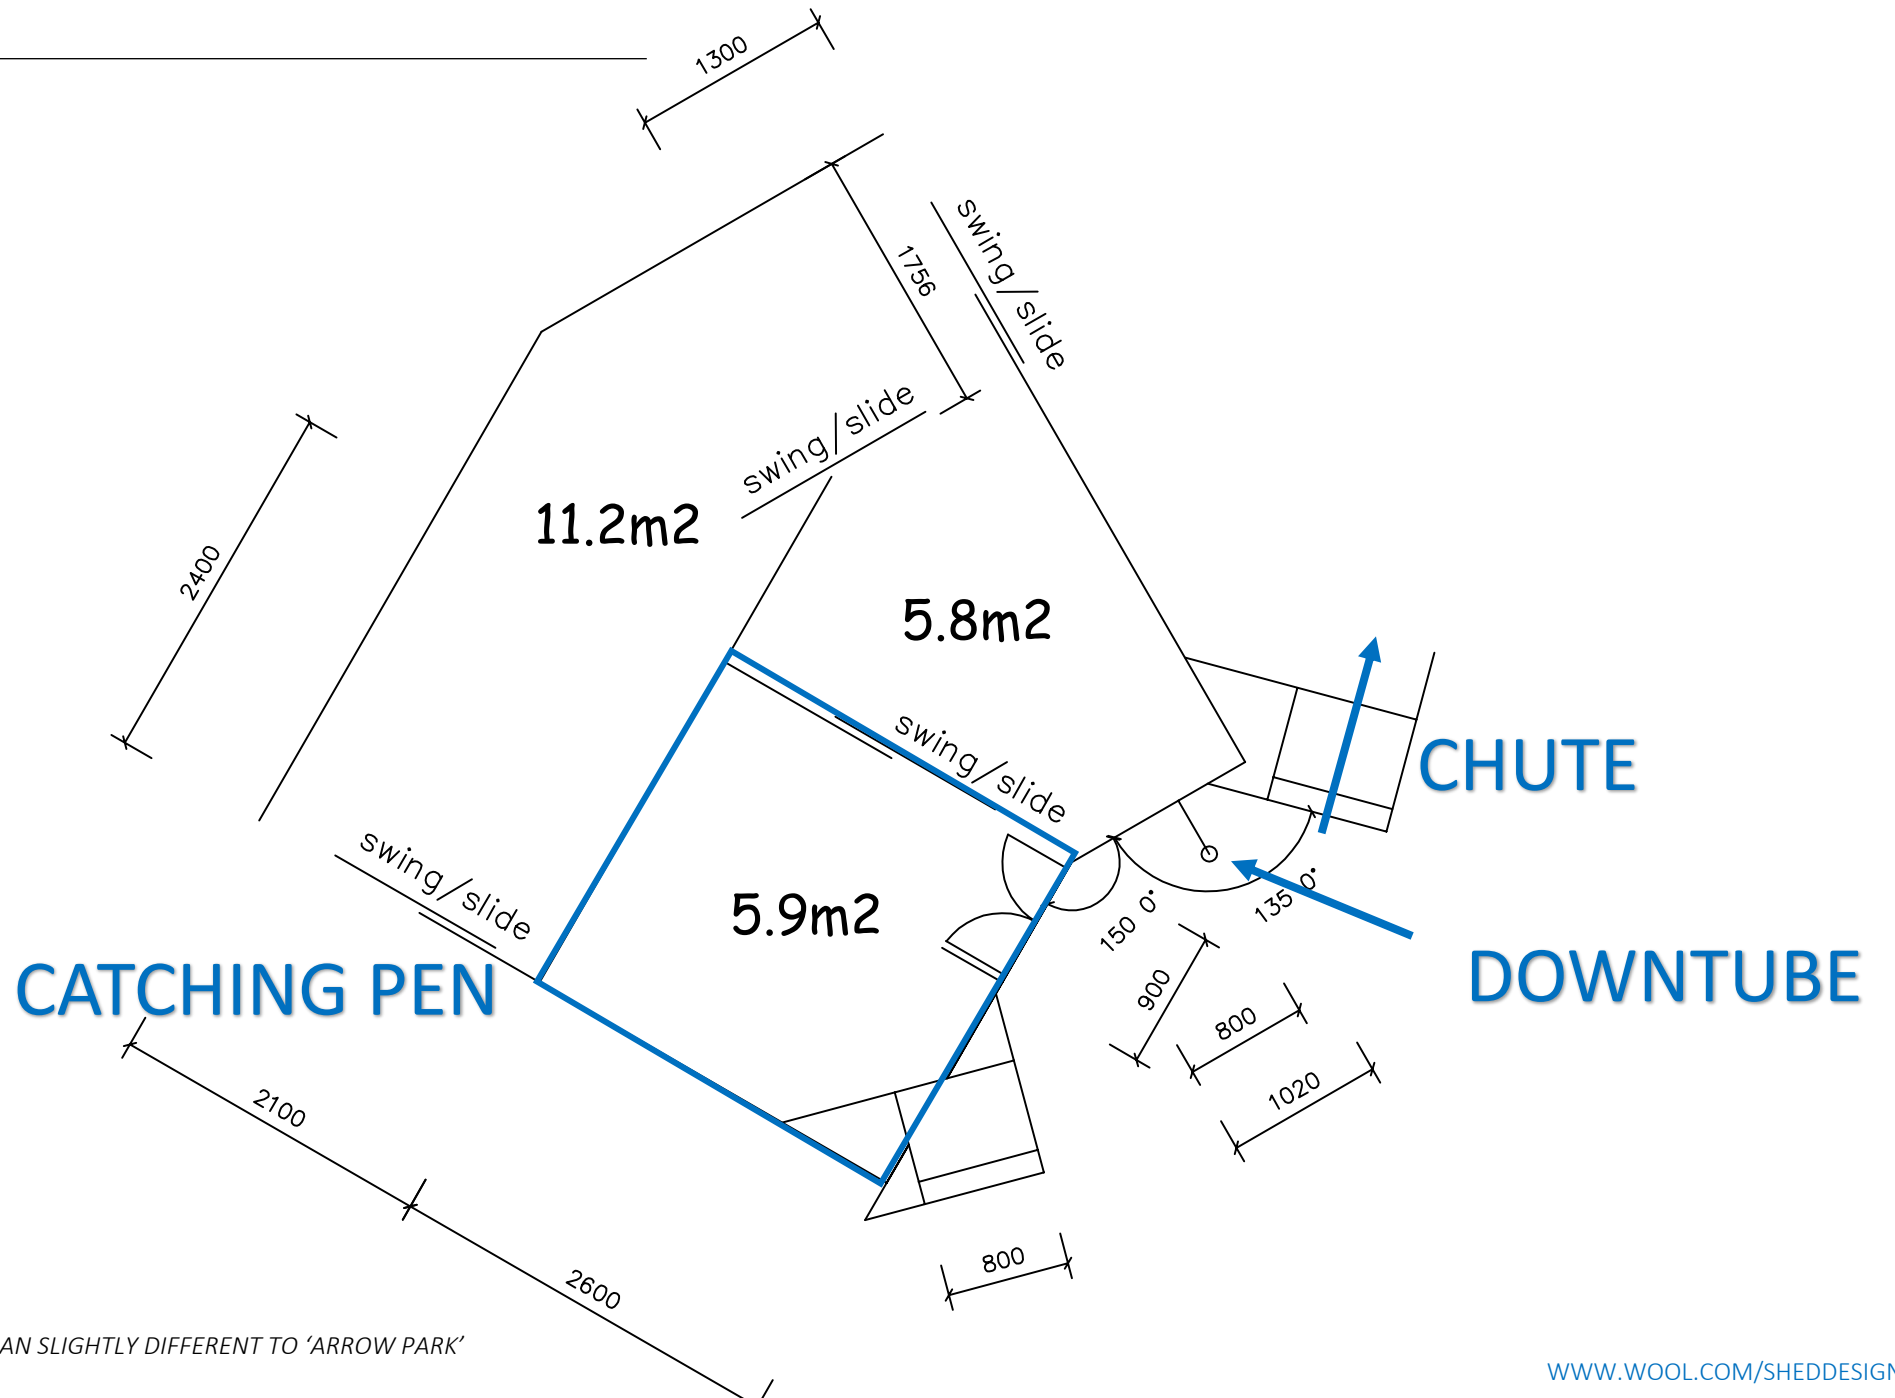 1300
swing/slide
1756
swing/slide
11.2m2
2400
5.8m2
swing/slide
CHUTE
swing/slide
5.9m2
150 0°
135 0°
CATCHING PEN
DOWNTUBE
900
800
1020
2100
800
2600
AN SLIGHTLY DIFFERENT TO ‘ARROW PARK’
WWW.WOOL.COM/SHEDDESIGN